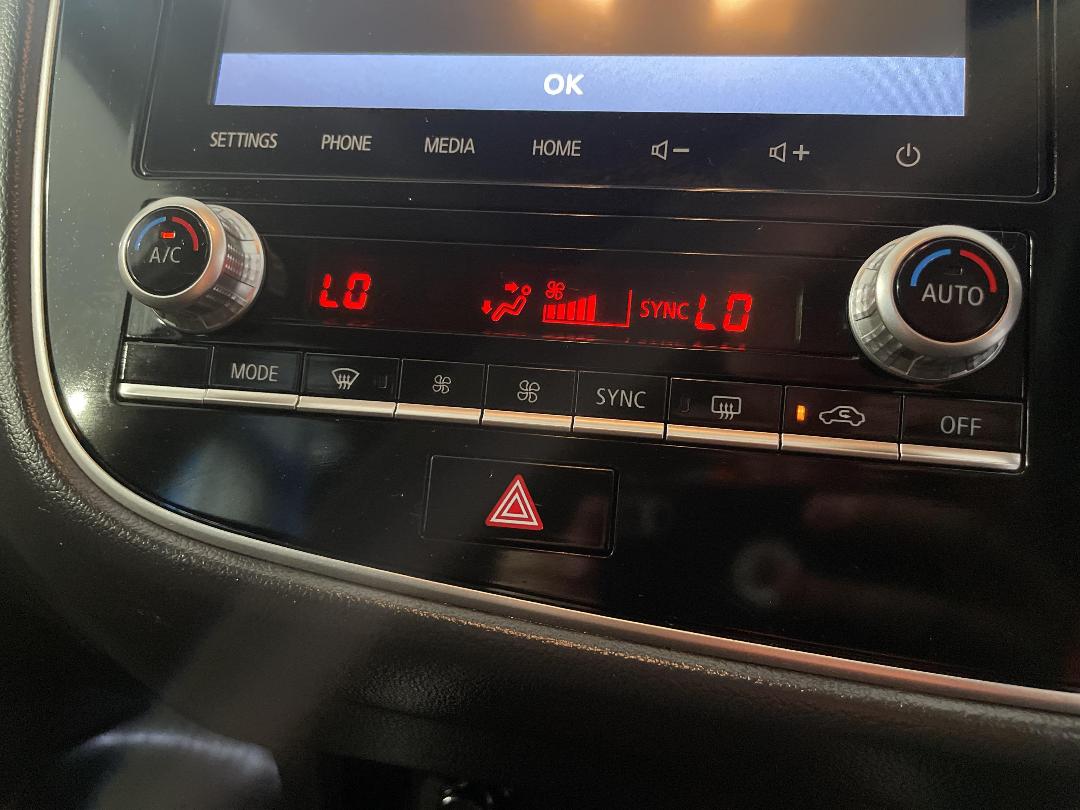 OK
SETTINGS PHONE MEDIA HOME
A/C LO SYNC LO AUTO
MODE SYNC OFF